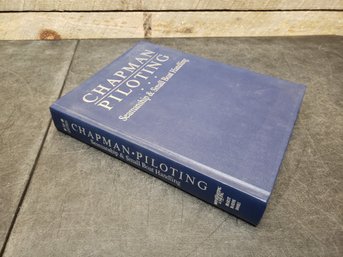 CHAPMAN
PILOTING
Seamanship & Small Boat Handling
CHAPMAN • PILOTING
Seamanship & Small Boat Handling